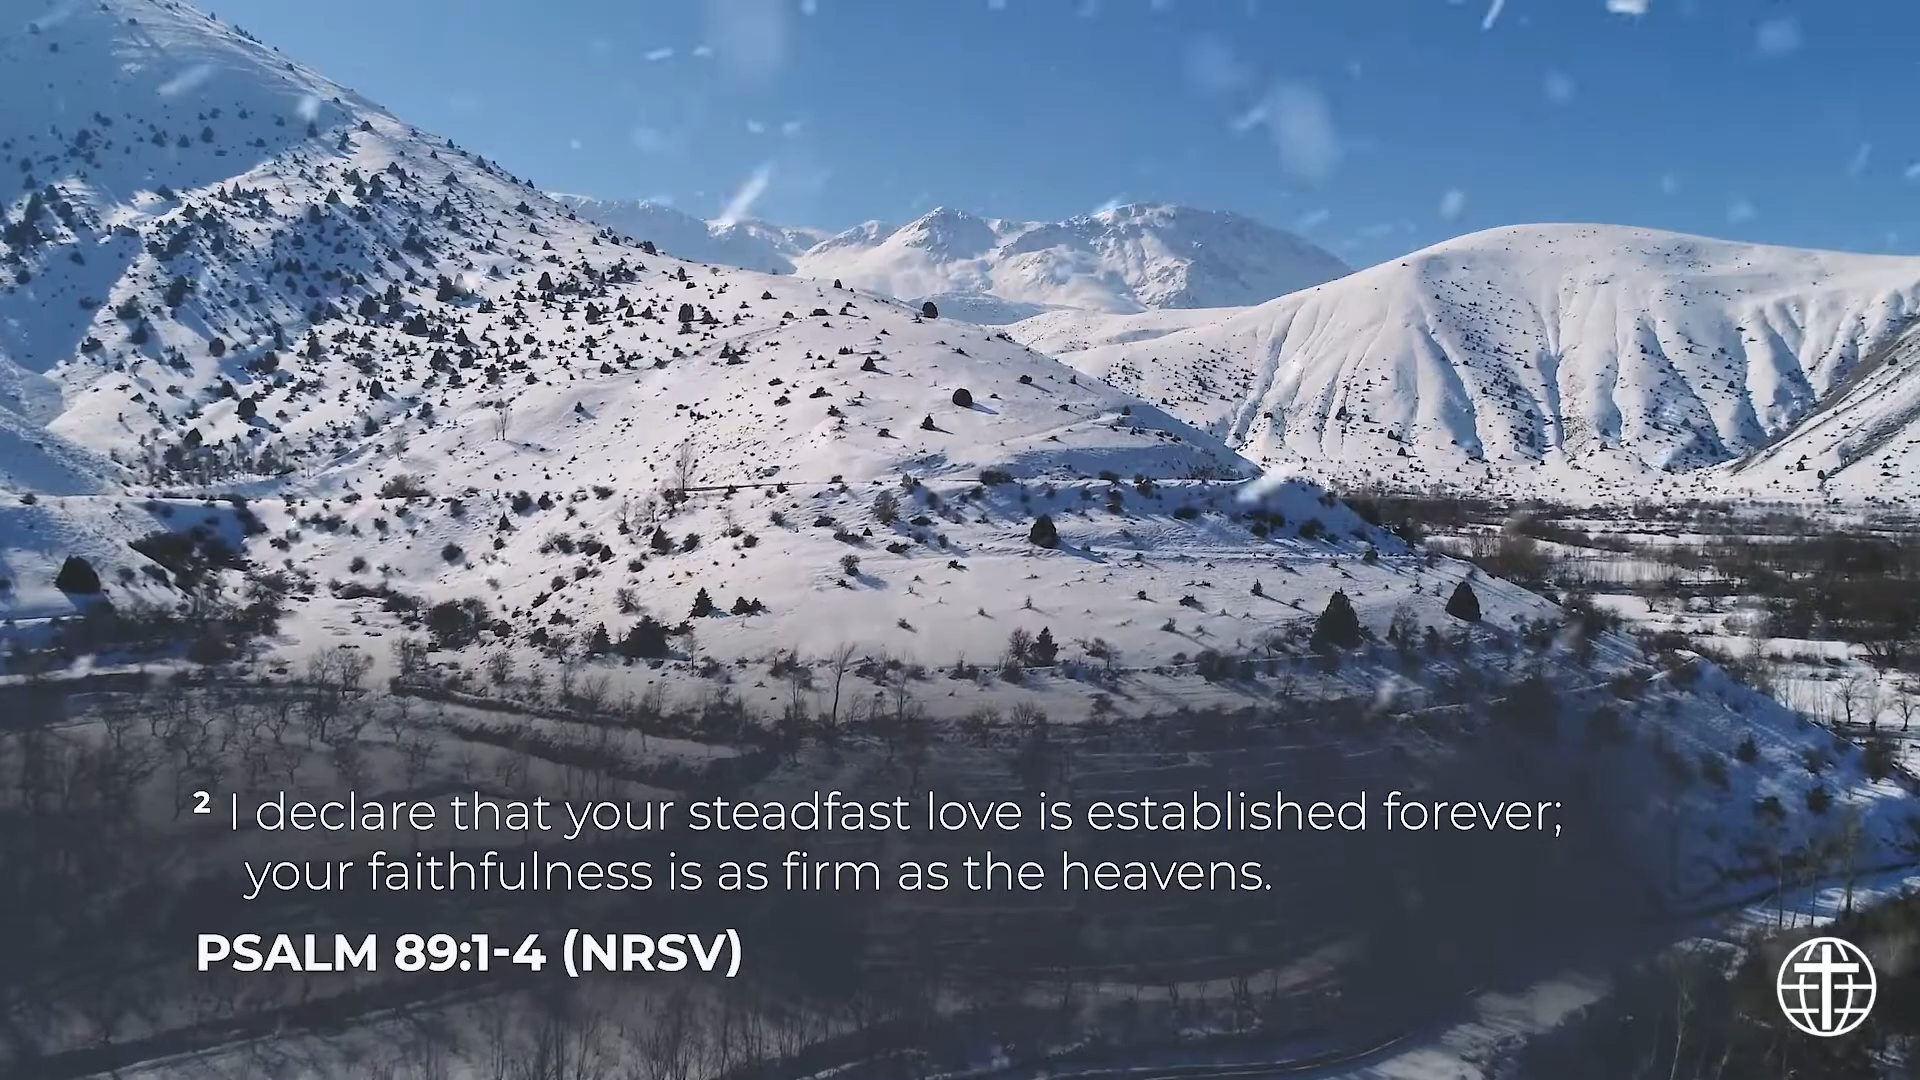 ² I declare that your steadfast love is established forever;
your faithfulness is as firm as the heavens.
PSALM 89:1-4 (NRSV)